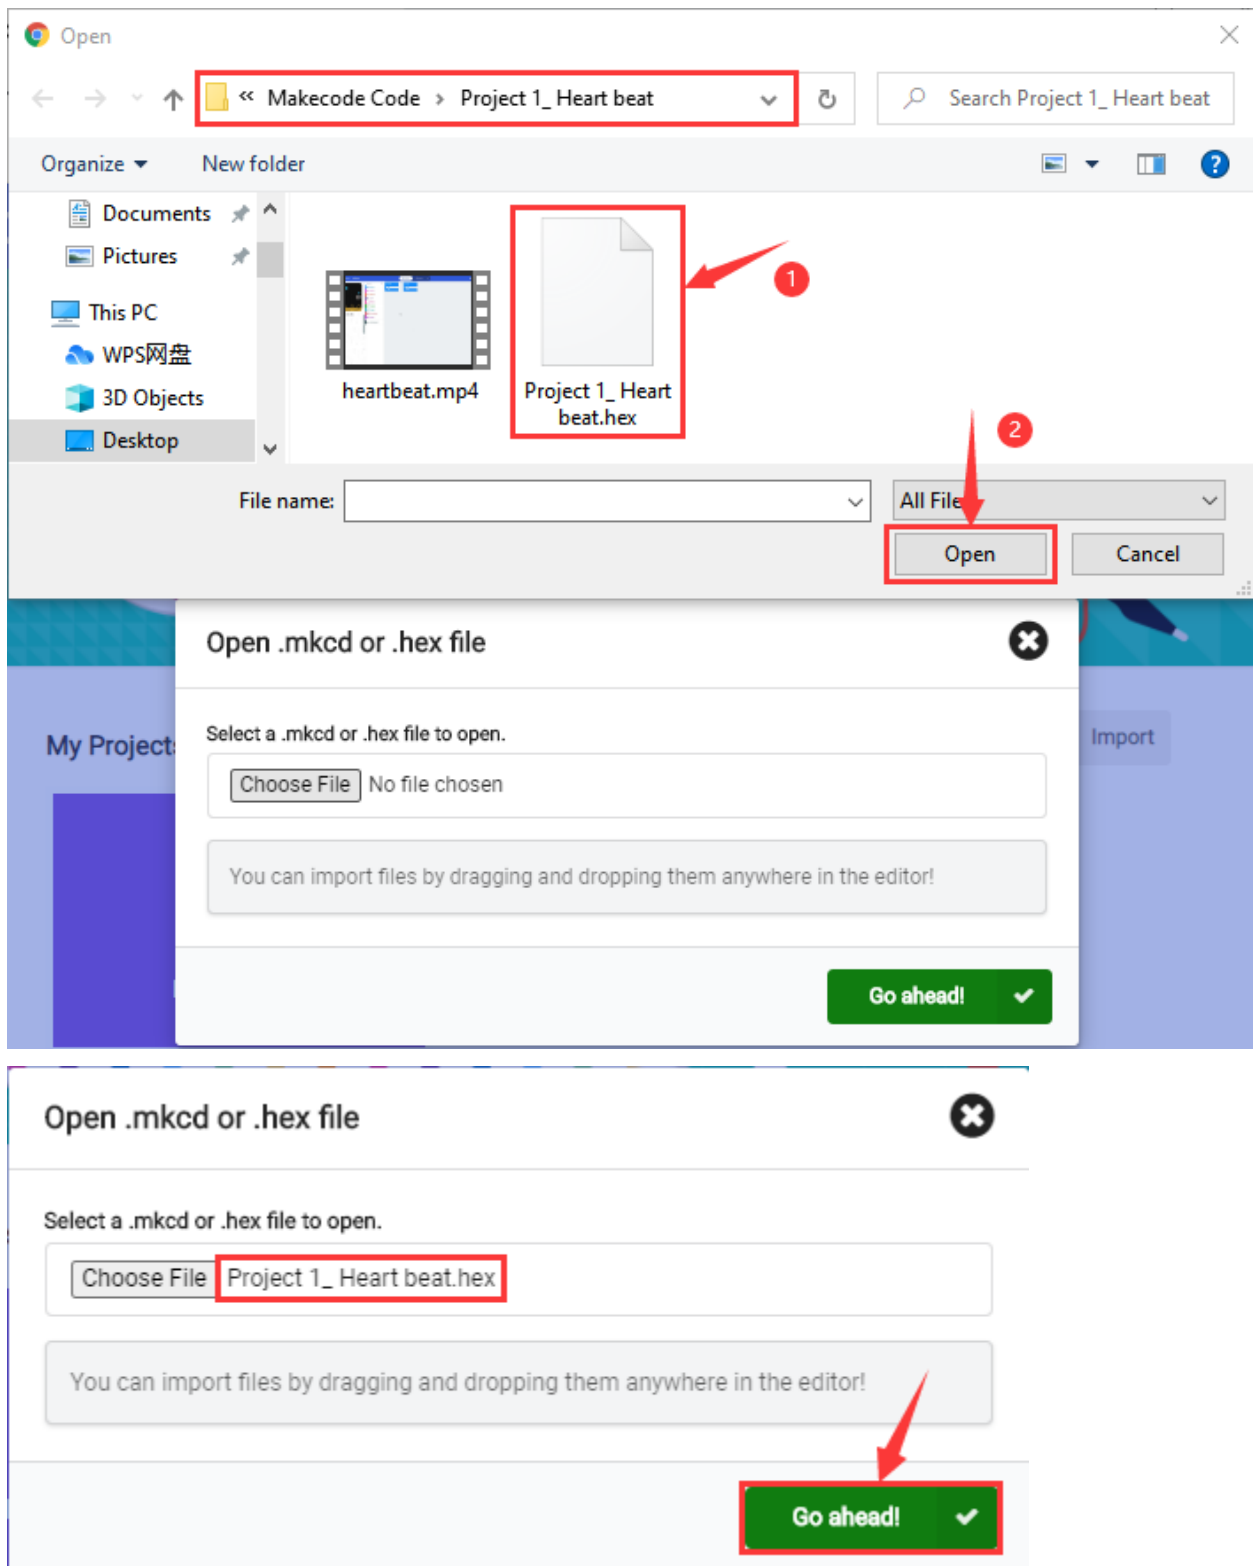 Open
« Makecode Code › Project 1_ Heart beat
Search Project 1_ Heart beat
Organize
New folder
?
Documents
Pictures
This PC
WPS网盘
3D Objects
Desktop
heartbeat.mp4
Project 1_ Heart
beat.hex
1
2
File name:
All File
Open
Cancel
Open .mkcd or .hex file
My Project
Import
Select a .mkcd or .hex file to open.
Choose File No file chosen
You can import files by dragging and dropping them anywhere in the editor!
Go ahead!
Open .mkcd or .hex file
Select a .mkcd or .hex file to open.
Choose File Project 1_ Heart beat.hex
You can import files by dragging and dropping them anywhere in the editor!
Go ahead!